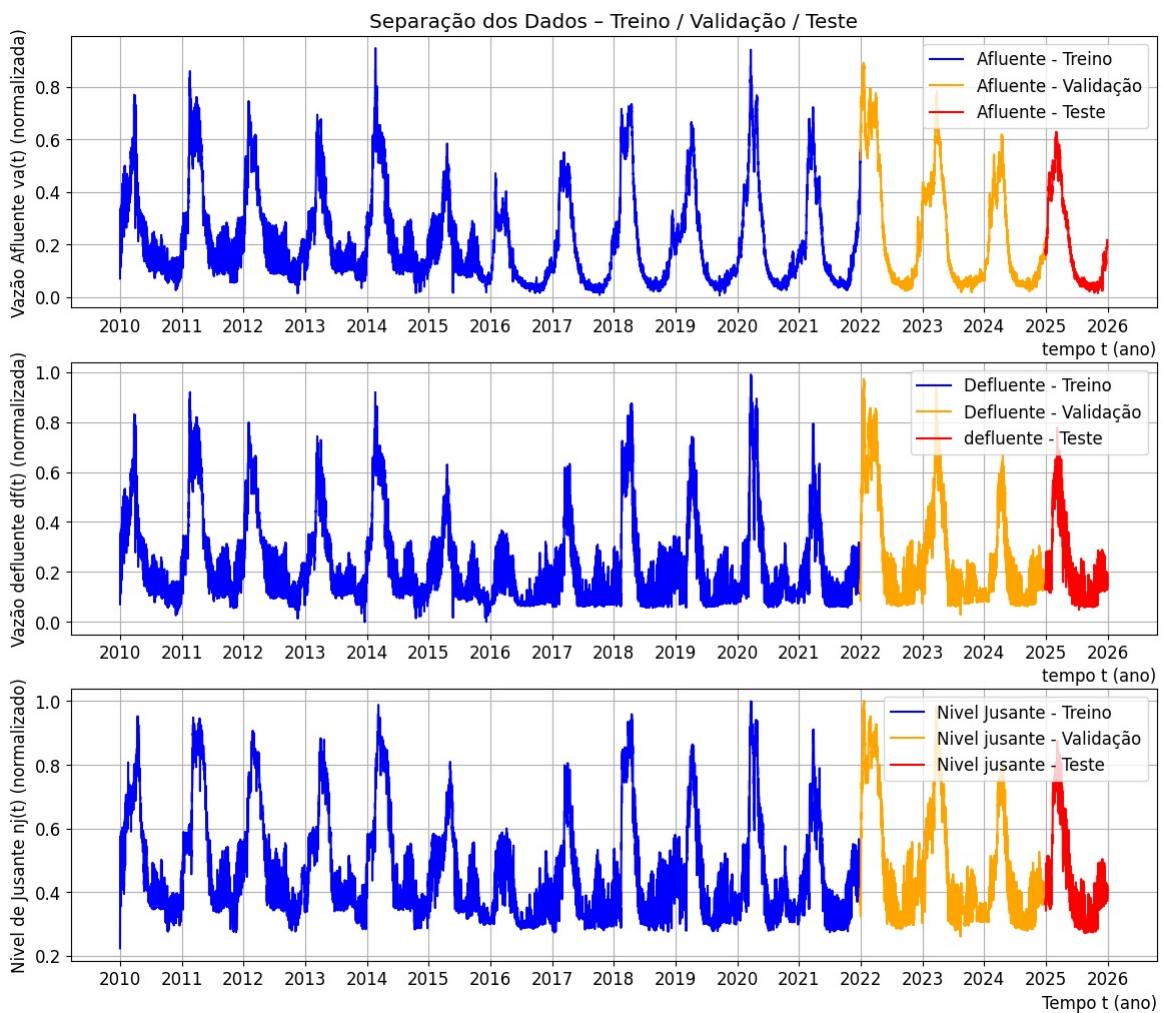 Separação dos Dados – Treino / Validação / Teste
Vazão Afluente va(t) (normalizada)
0.8
0.6
0.4
0.2
0.0
Afluente - Treino
Afluente - Validação
Afluente - Teste
2010 2011 2012 2013 2014 2015 2016 2017 2018 2019 2020 2021 2022 2023 2024 2025 2026
tempo t (ano)
Vazão defluente df(t) (normalizada)
1.0
0.8
0.6
0.4
0.2
0.0
Defluente - Treino
Defluente - Validação
defluente - Teste
2010 2011 2012 2013 2014 2015 2016 2017 2018 2019 2020 2021 2022 2023 2024 2025 2026
tempo t (ano)
Nivel de Jusante nj(t) (normalizado)
1.0
0.8
0.6
0.4
0.2
Nivel Jusante - Treino
Nivel jusante - Validação
Nivel jusante - Teste
2010 2011 2012 2013 2014 2015 2016 2017 2018 2019 2020 2021 2022 2023 2024 2025 2026
Tempo t (ano)